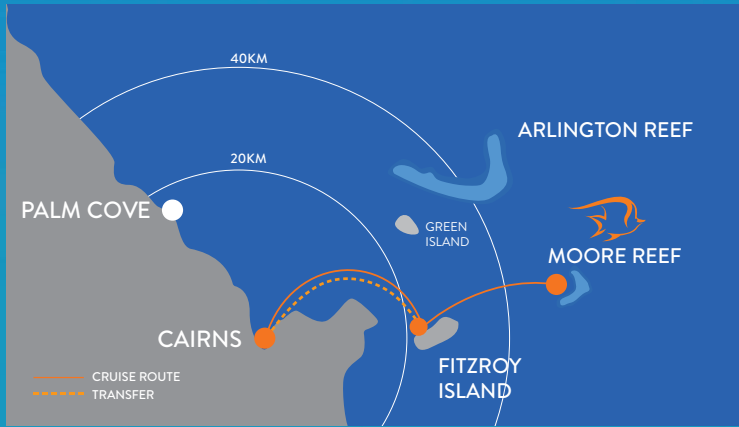 40KM
ARLINGTON REEF
20KM
PALM COVE
GREEN
ISLAND
MOORE REEF
CAIRNS
FITZROY
ISLAND
CRUISE ROUTE
TRANSFER